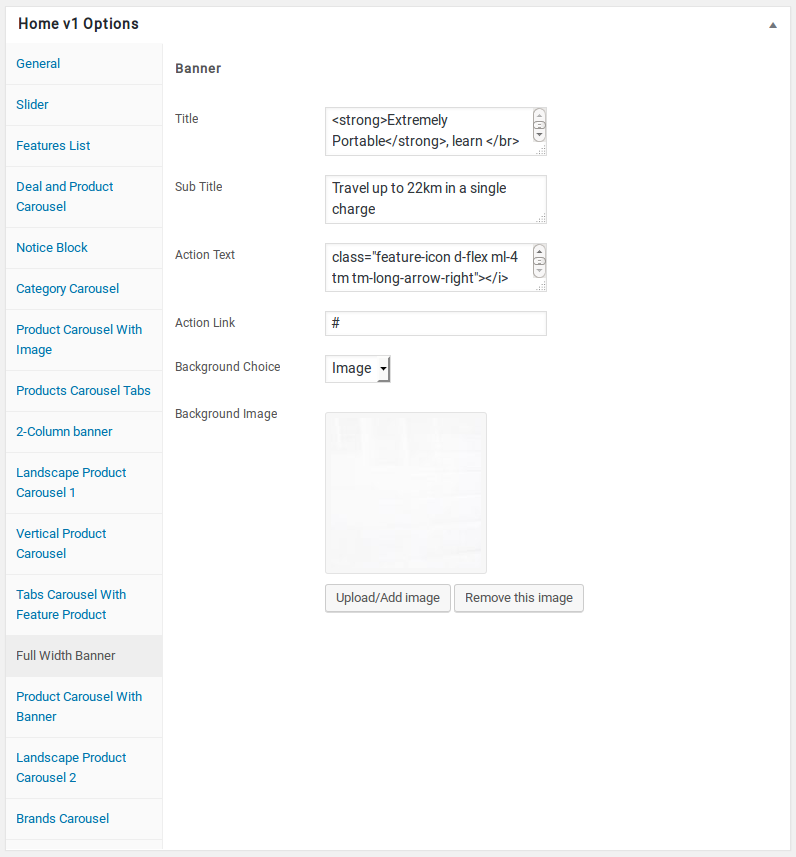 Home v1 Options
General
Slider
Features List
Deal and Product
Carousel
Notice Block
Category Carousel
Product Carousel With
Image
Products Carousel Tabs
2-Column banner
Landscape Product
Carousel 1
Vertical Product
Carousel
Tabs Carousel With
Feature Product
Full Width Banner
Product Carousel With
Banner
Landscape Product
Carousel 2
Brands Carousel
Banner
Title
<strong>Extremely
Portable</strong>, learn </br>
Sub Title
Travel up to 22km in a single
charge
Action Text
class="feature-icon d-flex ml-4
tm tm-long-arrow-right"></i>
Action Link
#
Background Choice
Image
Background Image
Upload/Add image
Remove this image